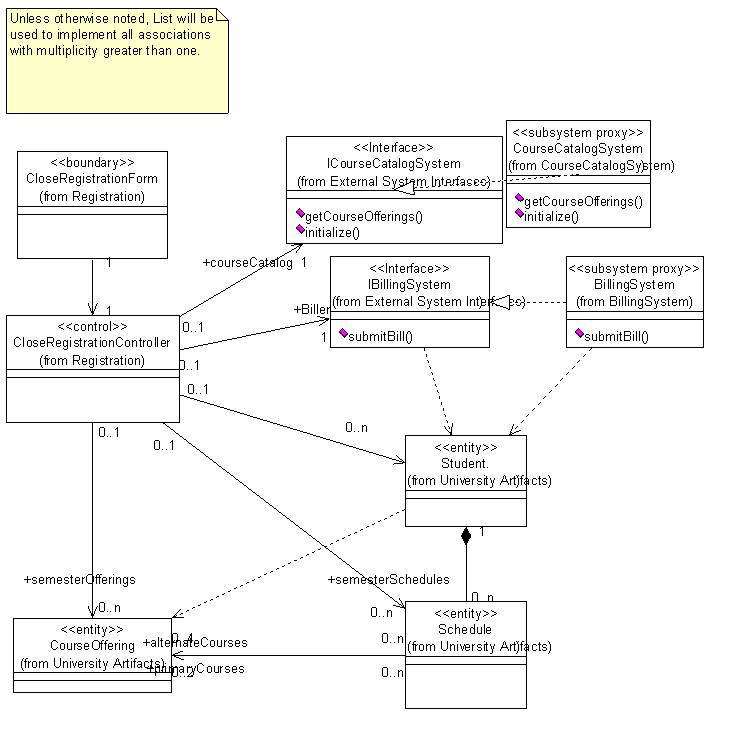 Unless otherwise noted, List will be
used to implement all associations
with multiplicity greater than one.
<<boundary>>
CloseRegistrationForm
(from Registration)
<<Interface>>
ICourseCatalogSystem
(from External System Interfaces)
getCourseOfferings()
initialize()
<<subsystem proxy>>
CourseCatalogSystem
(from CourseCatalogSystem)
getCourseOfferings()
initialize()
1
+courseCatalog 1
<<Interface>>
IBillingSystem
(from External System Interfaces)
submitBill()
<<subsystem proxy>>
BillingSystem
(from BillingSystem)
submitBill()
1
<<control>>
CloseRegistrationController
(from Registration)
0..1
+Biller
1
0..1
0..1
0..n
0..1
0..1
<<entity>>
Student.
(from University Artifacts)
1
+semesterOfferings
0..n
+semesterSchedules
0..n
0..n
<<entity>>
CourseOffering
(from University Artifacts)
0..4
+alternateCourses
0..n
+primaryCourses
0..2
0..n
<<entity>>
Schedule
(from University Artifacts)